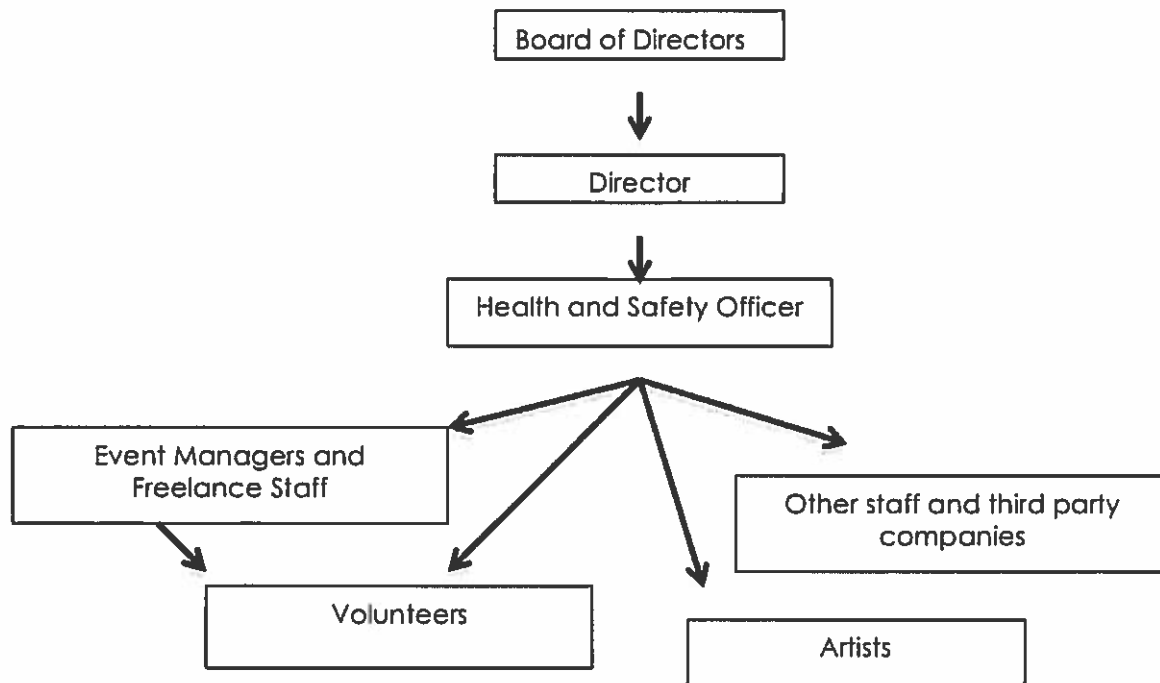 Board of Directors
Director
Health and Safety Officer
Event Managers and
Freelance Staff
Other staff and third party
companies
Volunteers
Artists